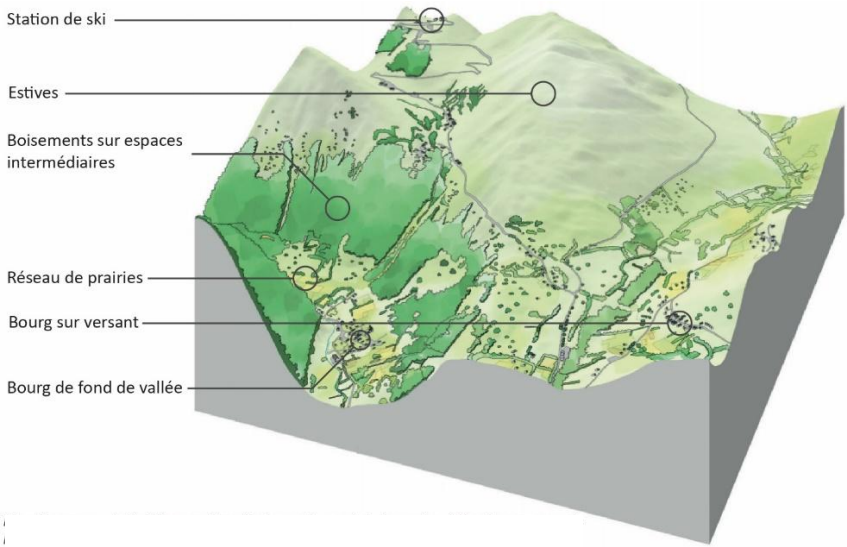 Station de ski
Estives
Boisements sur espaces
intermédiaires
Réseau de prairies
Bourg sur versant
Bourg de fond de vallée